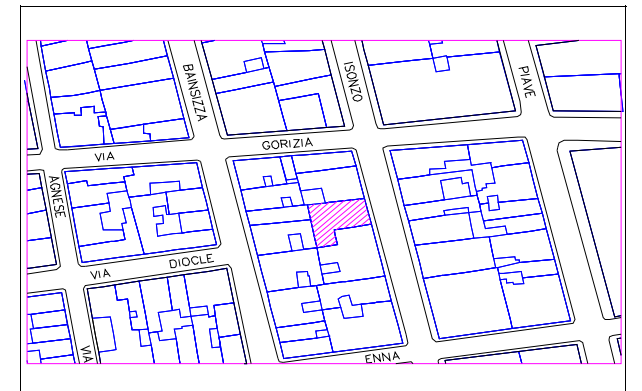 BAINSIZZA
ISONZO
PIAVE
VIA
GORIZIA
AGNESE
VIA
DIOCLE
VIA
ENNA